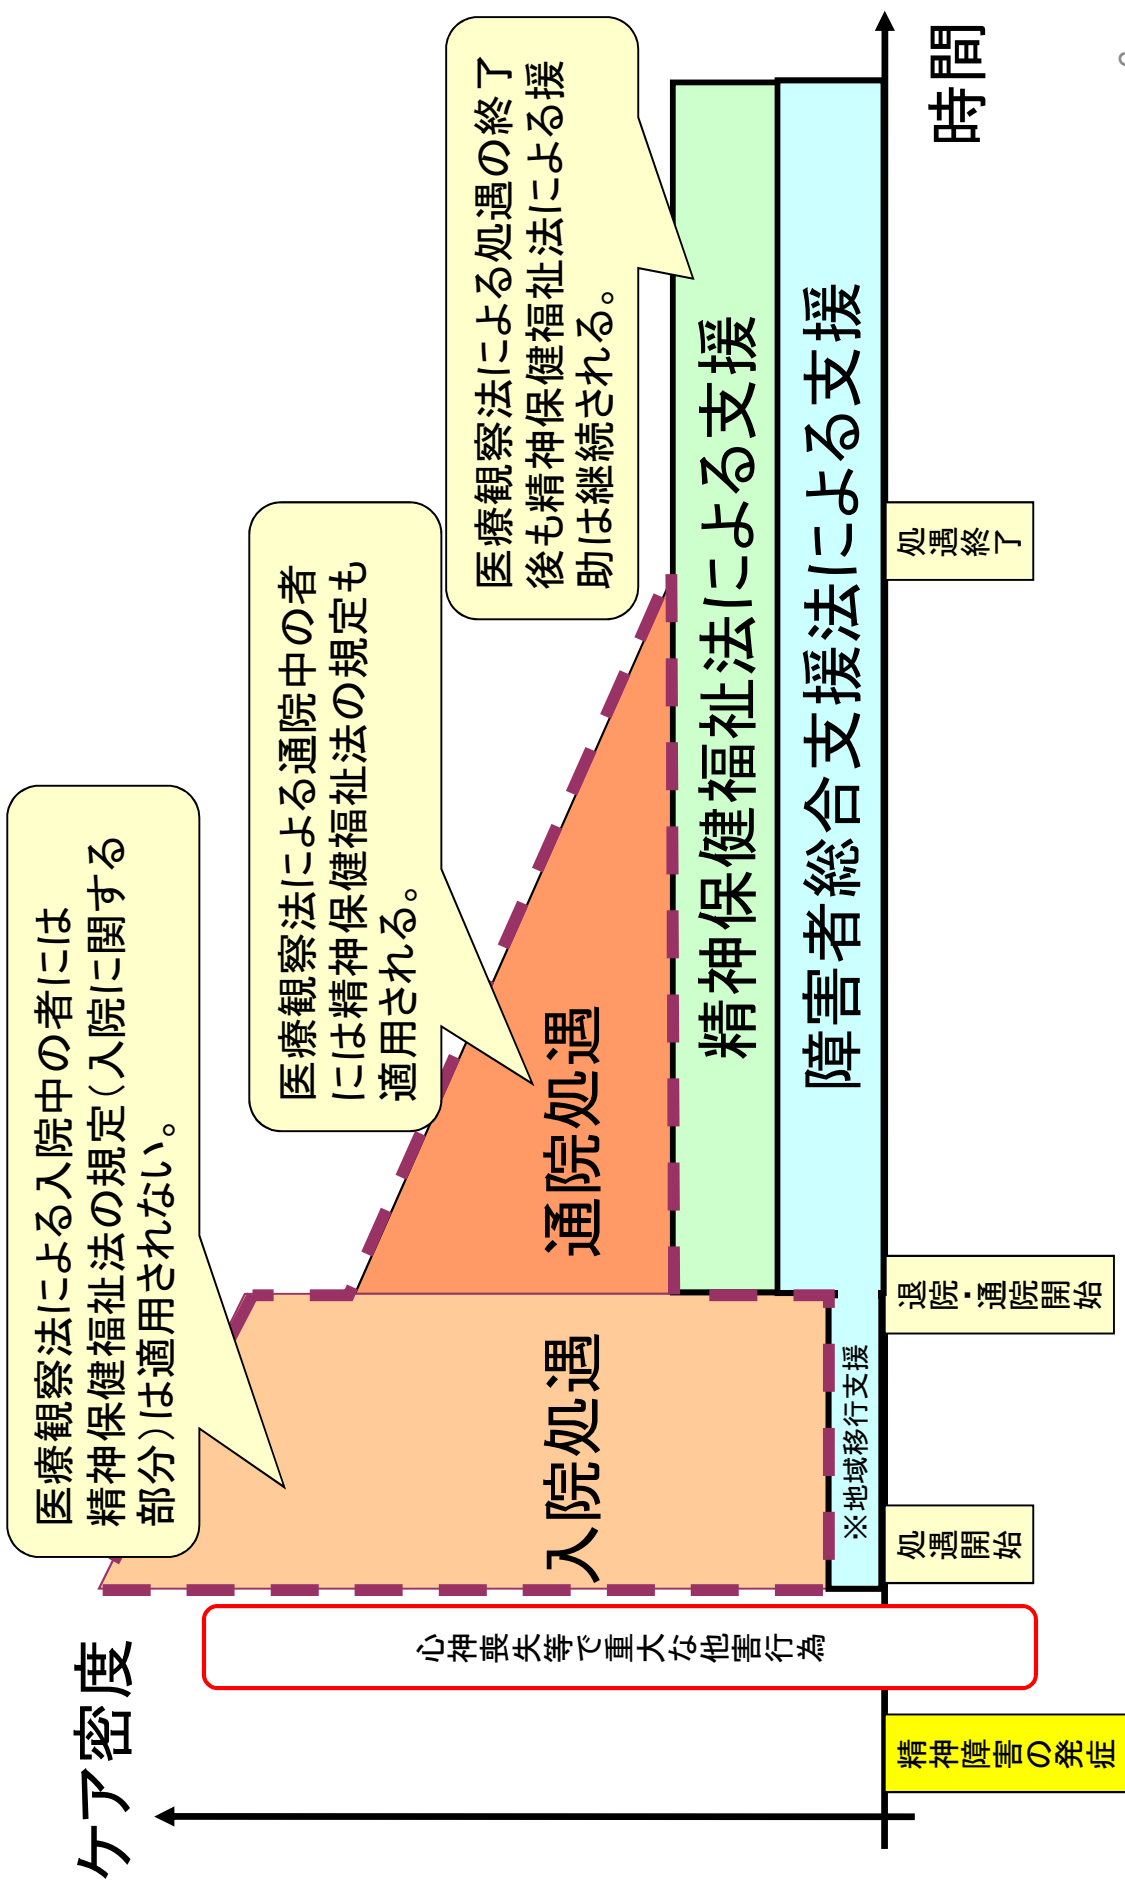 ケア密度
医療観察法による入院中の者には
精神保健福祉法の規定（入院に関する
部分）は適用されない。
医療観察法による通院中の者
には精神保健福祉法の規定も
適用される。
医療観察法による処遇の終了
後も精神保健福祉法による援
助は継続される。
心神喪失等で重大な他害行為
入院処遇
通院処遇
精神保健福祉法による支援
障害者総合支援法による支援
※地域移行支援
精神障害の発症
処遇開始
退院・通院開始
処遇終了
時間